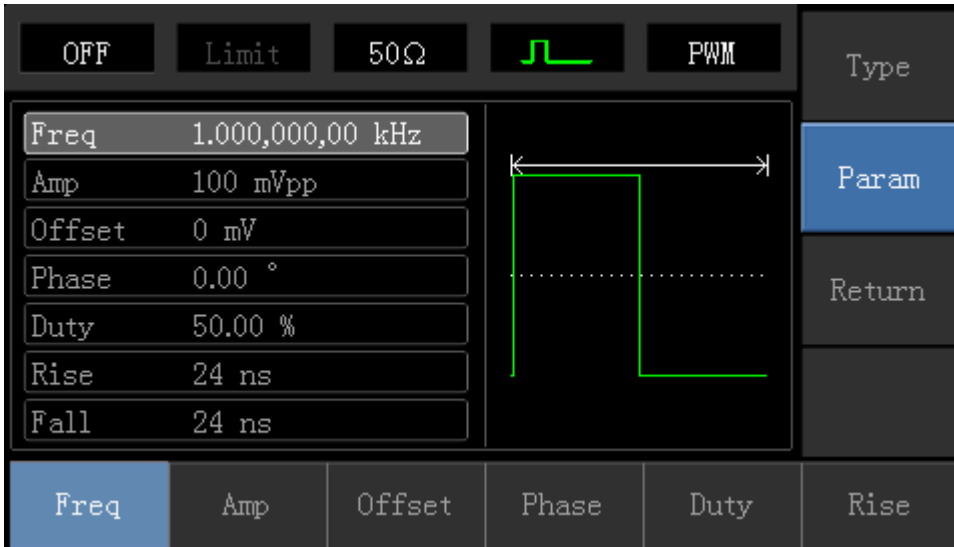 OFF Limit 50Ω PWM
Type
Freq 1.000,000,00 kHz
Amp 100 mVpp
Param
Offset 0 mV
Phase 0.00 °
Return
Duty 50.00 %
Rise 24 ns
Fall 24 ns
Freq Amp Offset Phase Duty Rise